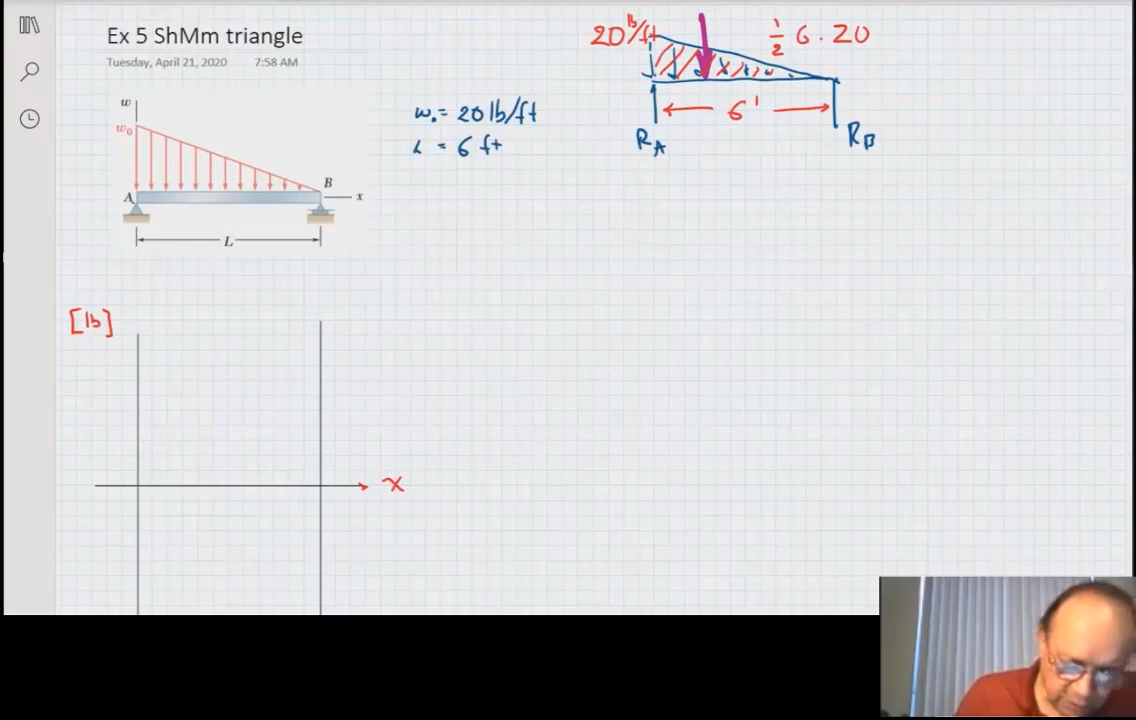 Ex 5 ShMm triangle
Tuesday, April 21, 2020 7:58 AM
w
w0
A
B
x
L
w₀ = 20 lb/ft
L = 6 ft
20 lb/ft
1/2 6 · 20
6'
RA
RB
[lb]
x